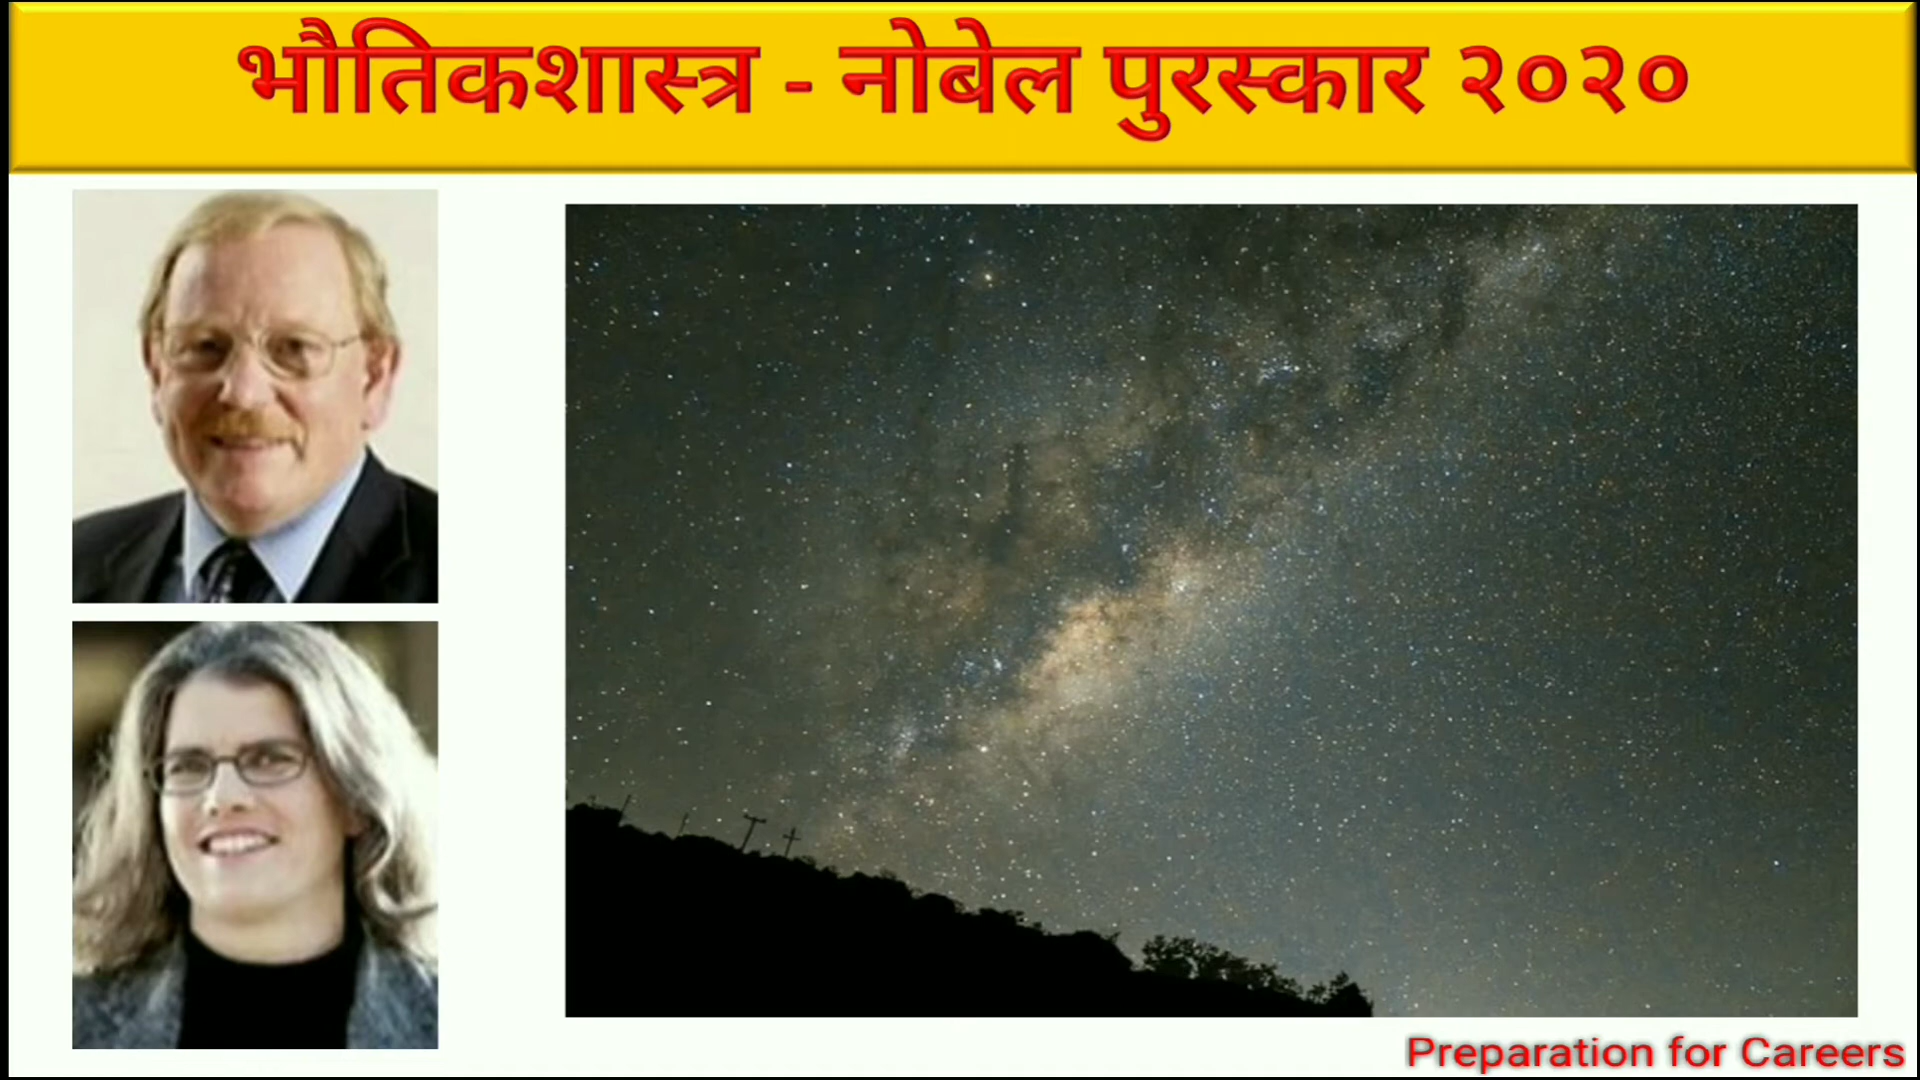 भौतिकशास्त्र - नोबेल पुरस्कार २०२०
Preparation for Careers